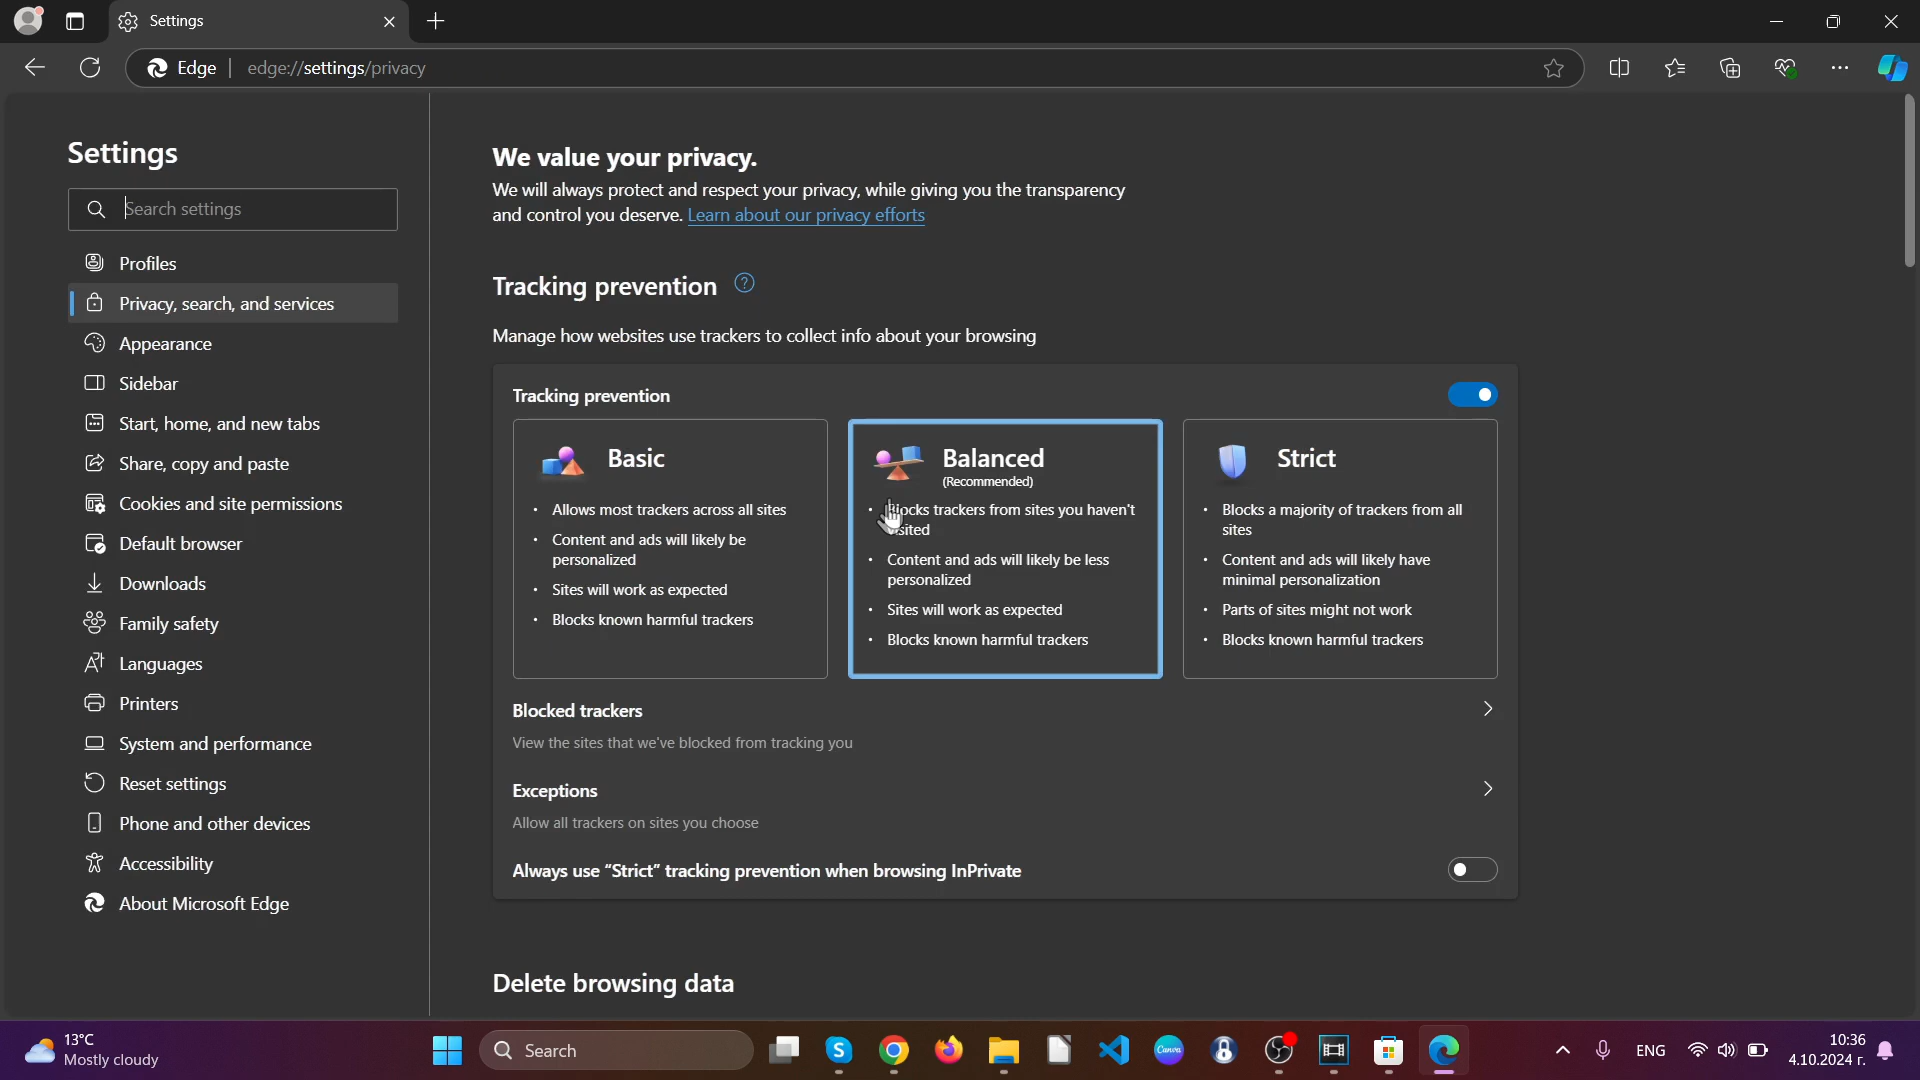 Settings
Edge
edge://settings/privacy
Settings
Search settings
Profiles
Privacy, search, and services
Appearance
Sidebar
Start, home, and new tabs
Share, copy and paste
Cookies and site permissions
Default browser
Downloads
Family safety
Languages
Printers
System and performance
Reset settings
Phone and other devices
Accessibility
About Microsoft Edge
We value your privacy.
We will always protect and respect your privacy, while giving you the transparency
and control you deserve. Learn about our privacy efforts
Tracking prevention
Manage how websites use trackers to collect info about your browsing
Tracking prevention
Basic
• Allows most trackers across all sites
• Content and ads will likely be
personalized
• Sites will work as expected
• Blocks known harmful trackers
Balanced
(Recommended)
• Blocks trackers from sites you haven't
visited
• Content and ads will likely be less
personalized
• Sites will work as expected
• Blocks known harmful trackers
Strict
• Blocks a majority of trackers from all
sites
• Content and ads will likely have
minimal personalization
• Parts of sites might not work
• Blocks known harmful trackers
Blocked trackers
View the sites that we've blocked from tracking you
Exceptions
Allow all trackers on sites you choose
Always use “Strict” tracking prevention when browsing InPrivate
Delete browsing data
13°C
Mostly cloudy
Search
Canva
ENG
10:36
4.10.2024 г.